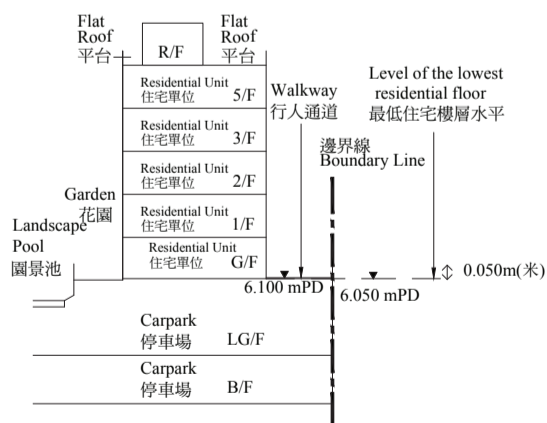 Flat
Roof
平台
R/F
Flat
Roof
平台
Residential Unit
住宅單位 5/F
Residential Unit
住宅單位 3/F
Residential Unit
住宅單位 2/F
Residential Unit
住宅單位 1/F
Residential Unit
住宅單位 G/F
Walkway
行人通道
Level of the lowest
residential floor
最低住宅樓層水平
邊界線
Boundary Line
Garden
花園
Landscape
Pool
園景池
6.100 mPD
6.050 mPD
0.050m(米)
Carpark
停車場 LG/F
Carpark
停車場 B/F